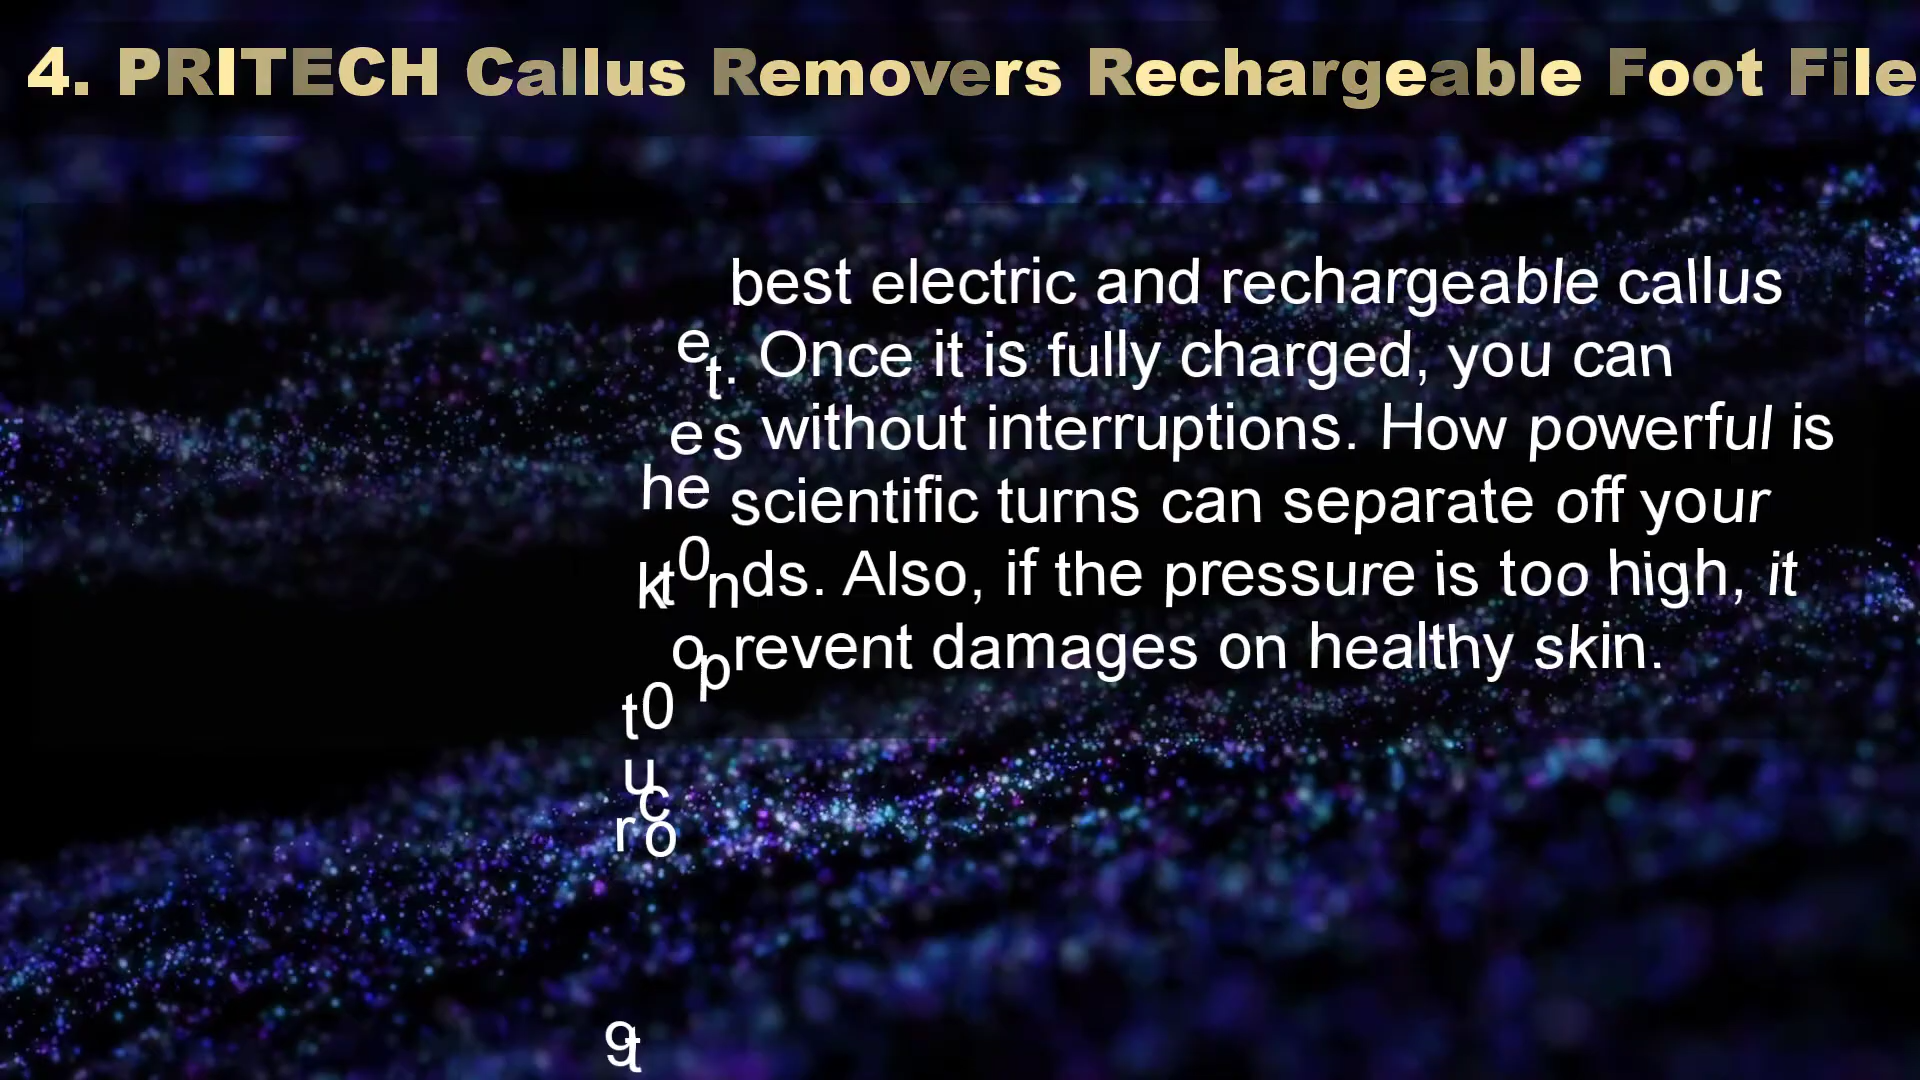 4. PRITECH Callus Removers Rechargeable Foot File
best electric and rechargeable callus
t. Once it is fully charged, you can
without interruptions. How powerful is
scientific turns can separate off your
nds. Also, if the pressure is too high, it
prevent damages on healthy skin.